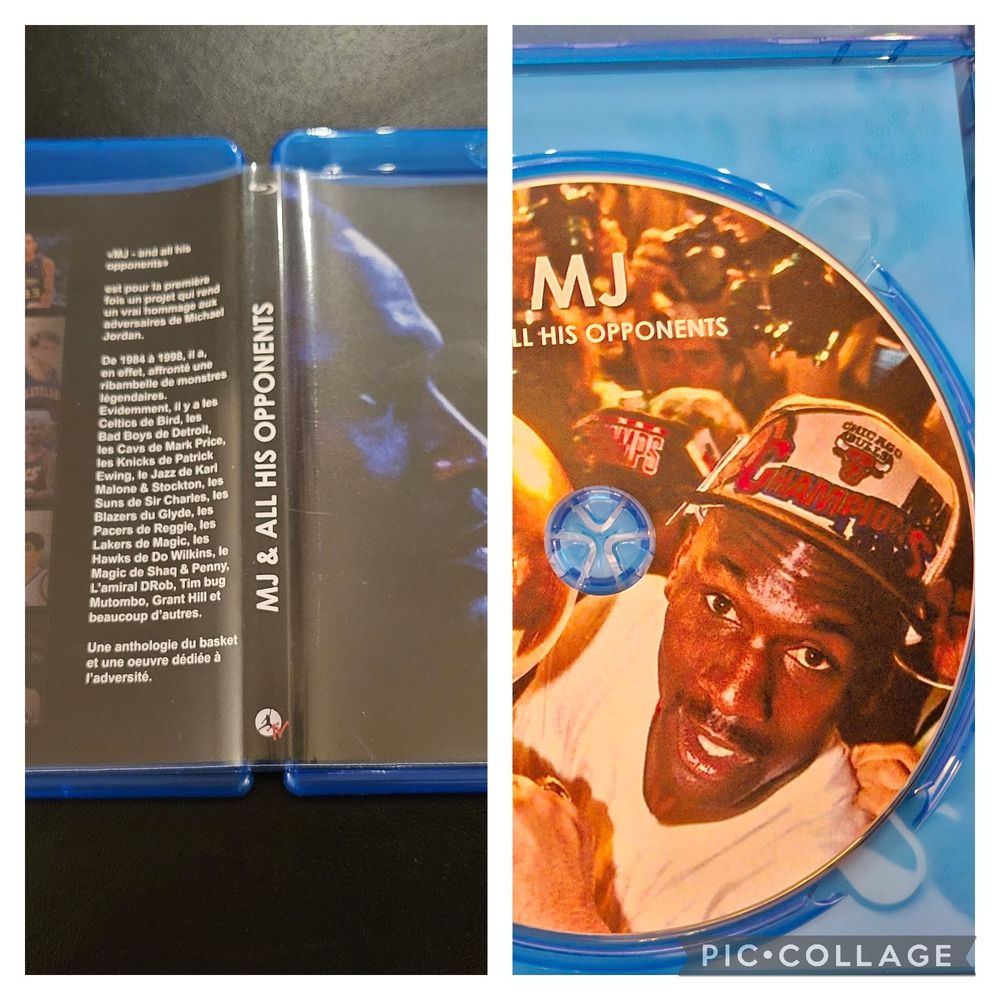 «MJ - and all his
opponents»
est pour la première
fois un projet qui rend
un vrai hommage aux
adversaires de Michael
Jordan.
De 1984 à 1998, il a,
en effet, affronté une
ribambelle de monstres
légendaires.
Evidemment, il y a les
Celtics de Bird, les
Bad Boys de Detroit,
les Cavs de Mark Price,
les Knicks de Patrick
Ewing, le Jazz de Karl
Malone & Stockton, les
Suns de Sir Charles, les
Blazers du Glyde, les
Pacers de Reggie, les
Lakers de Magic, les
Hawks de Do Wilkins, le
Magic de Shaq & Penny,
L'amiral DRob, Tim bug
Mutombo, Grant Hill et
beaucoup d'autres.
Une anthologie du basket
et une oeuvre dédiée à
l'adversité.
MJ & ALL HIS OPPONENTS
MJ
LL HIS OPPONENTS
MPS
CHICAGO
BULLS
CHAMPIONS
PIC•COLLAGE